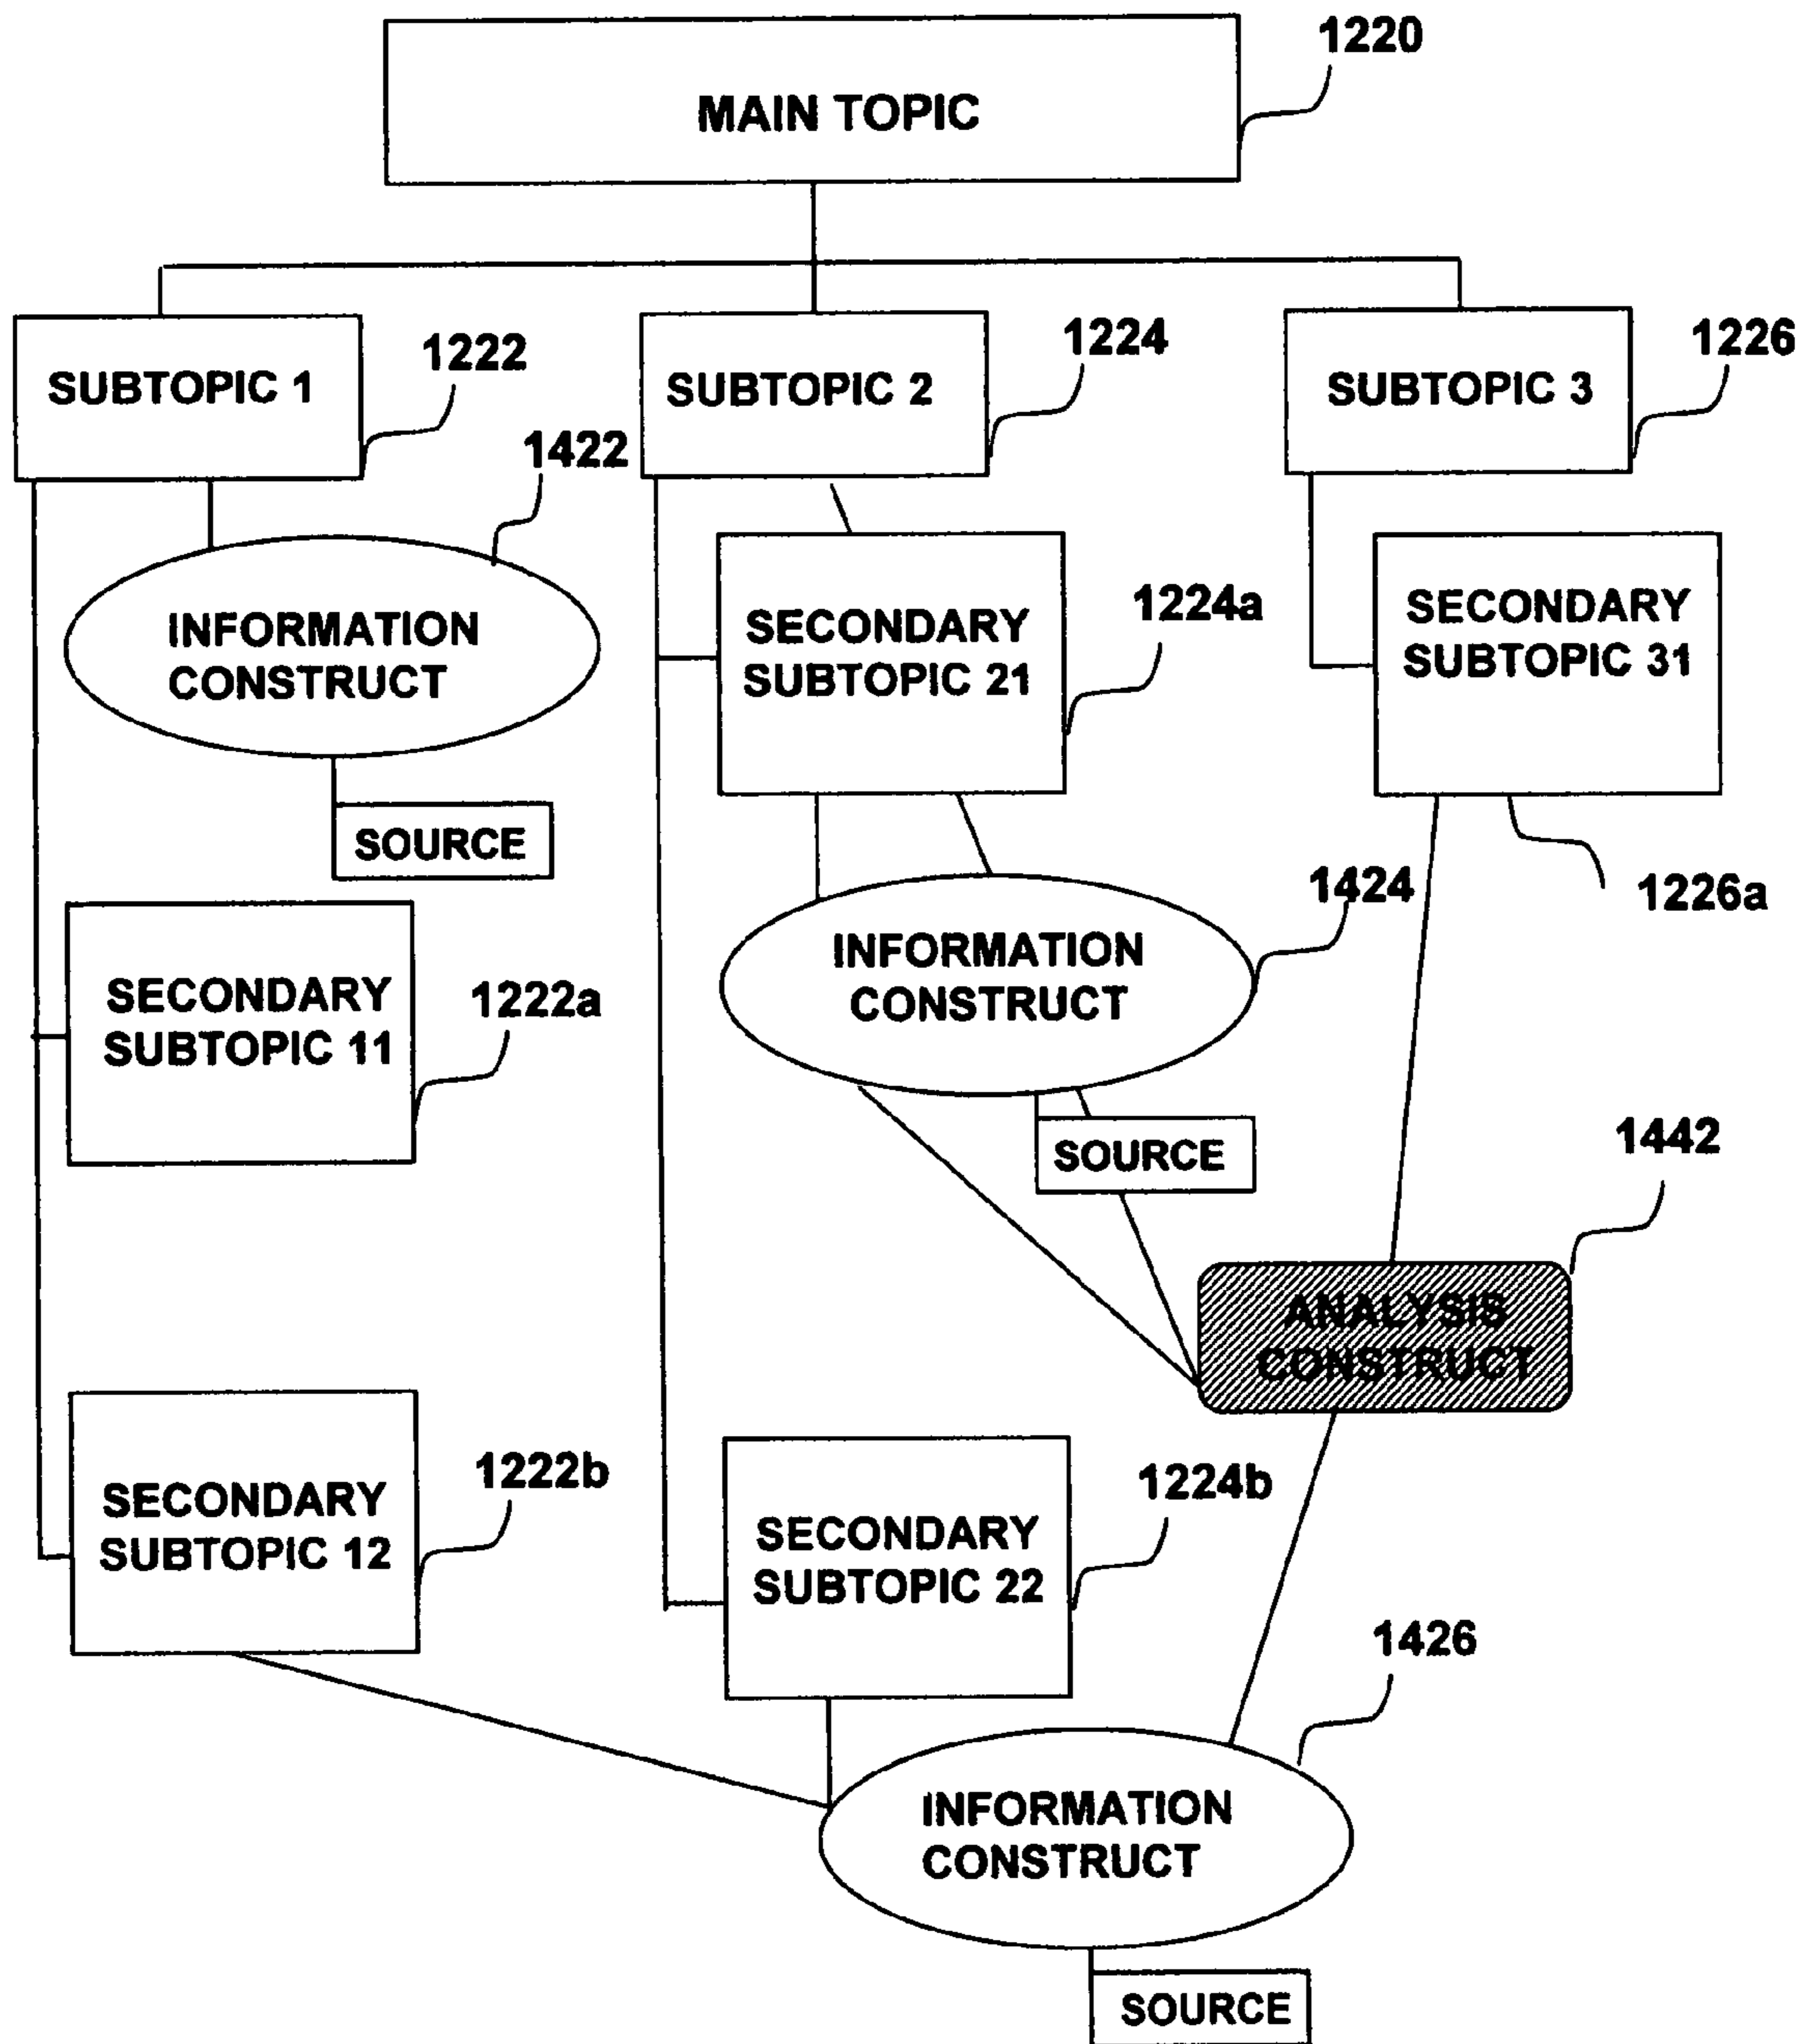 1220
MAIN TOPIC
1222
1224
1226
SUBTOPIC 1
SUBTOPIC 2
SUBTOPIC 3
1422
INFORMATION
CONSTRUCT
SOURCE
1224a
SECONDARY
SUBTOPIC 21
SECONDARY
SUBTOPIC 31
1226a
1424
INFORMATION
CONSTRUCT
SOURCE
SECONDARY
SUBTOPIC 11
1222a
1442
ANALYSIS
CONSTRUCT
SECONDARY
SUBTOPIC 12
1222b
SECONDARY
SUBTOPIC 22
1224b
1426
INFORMATION
CONSTRUCT
SOURCE